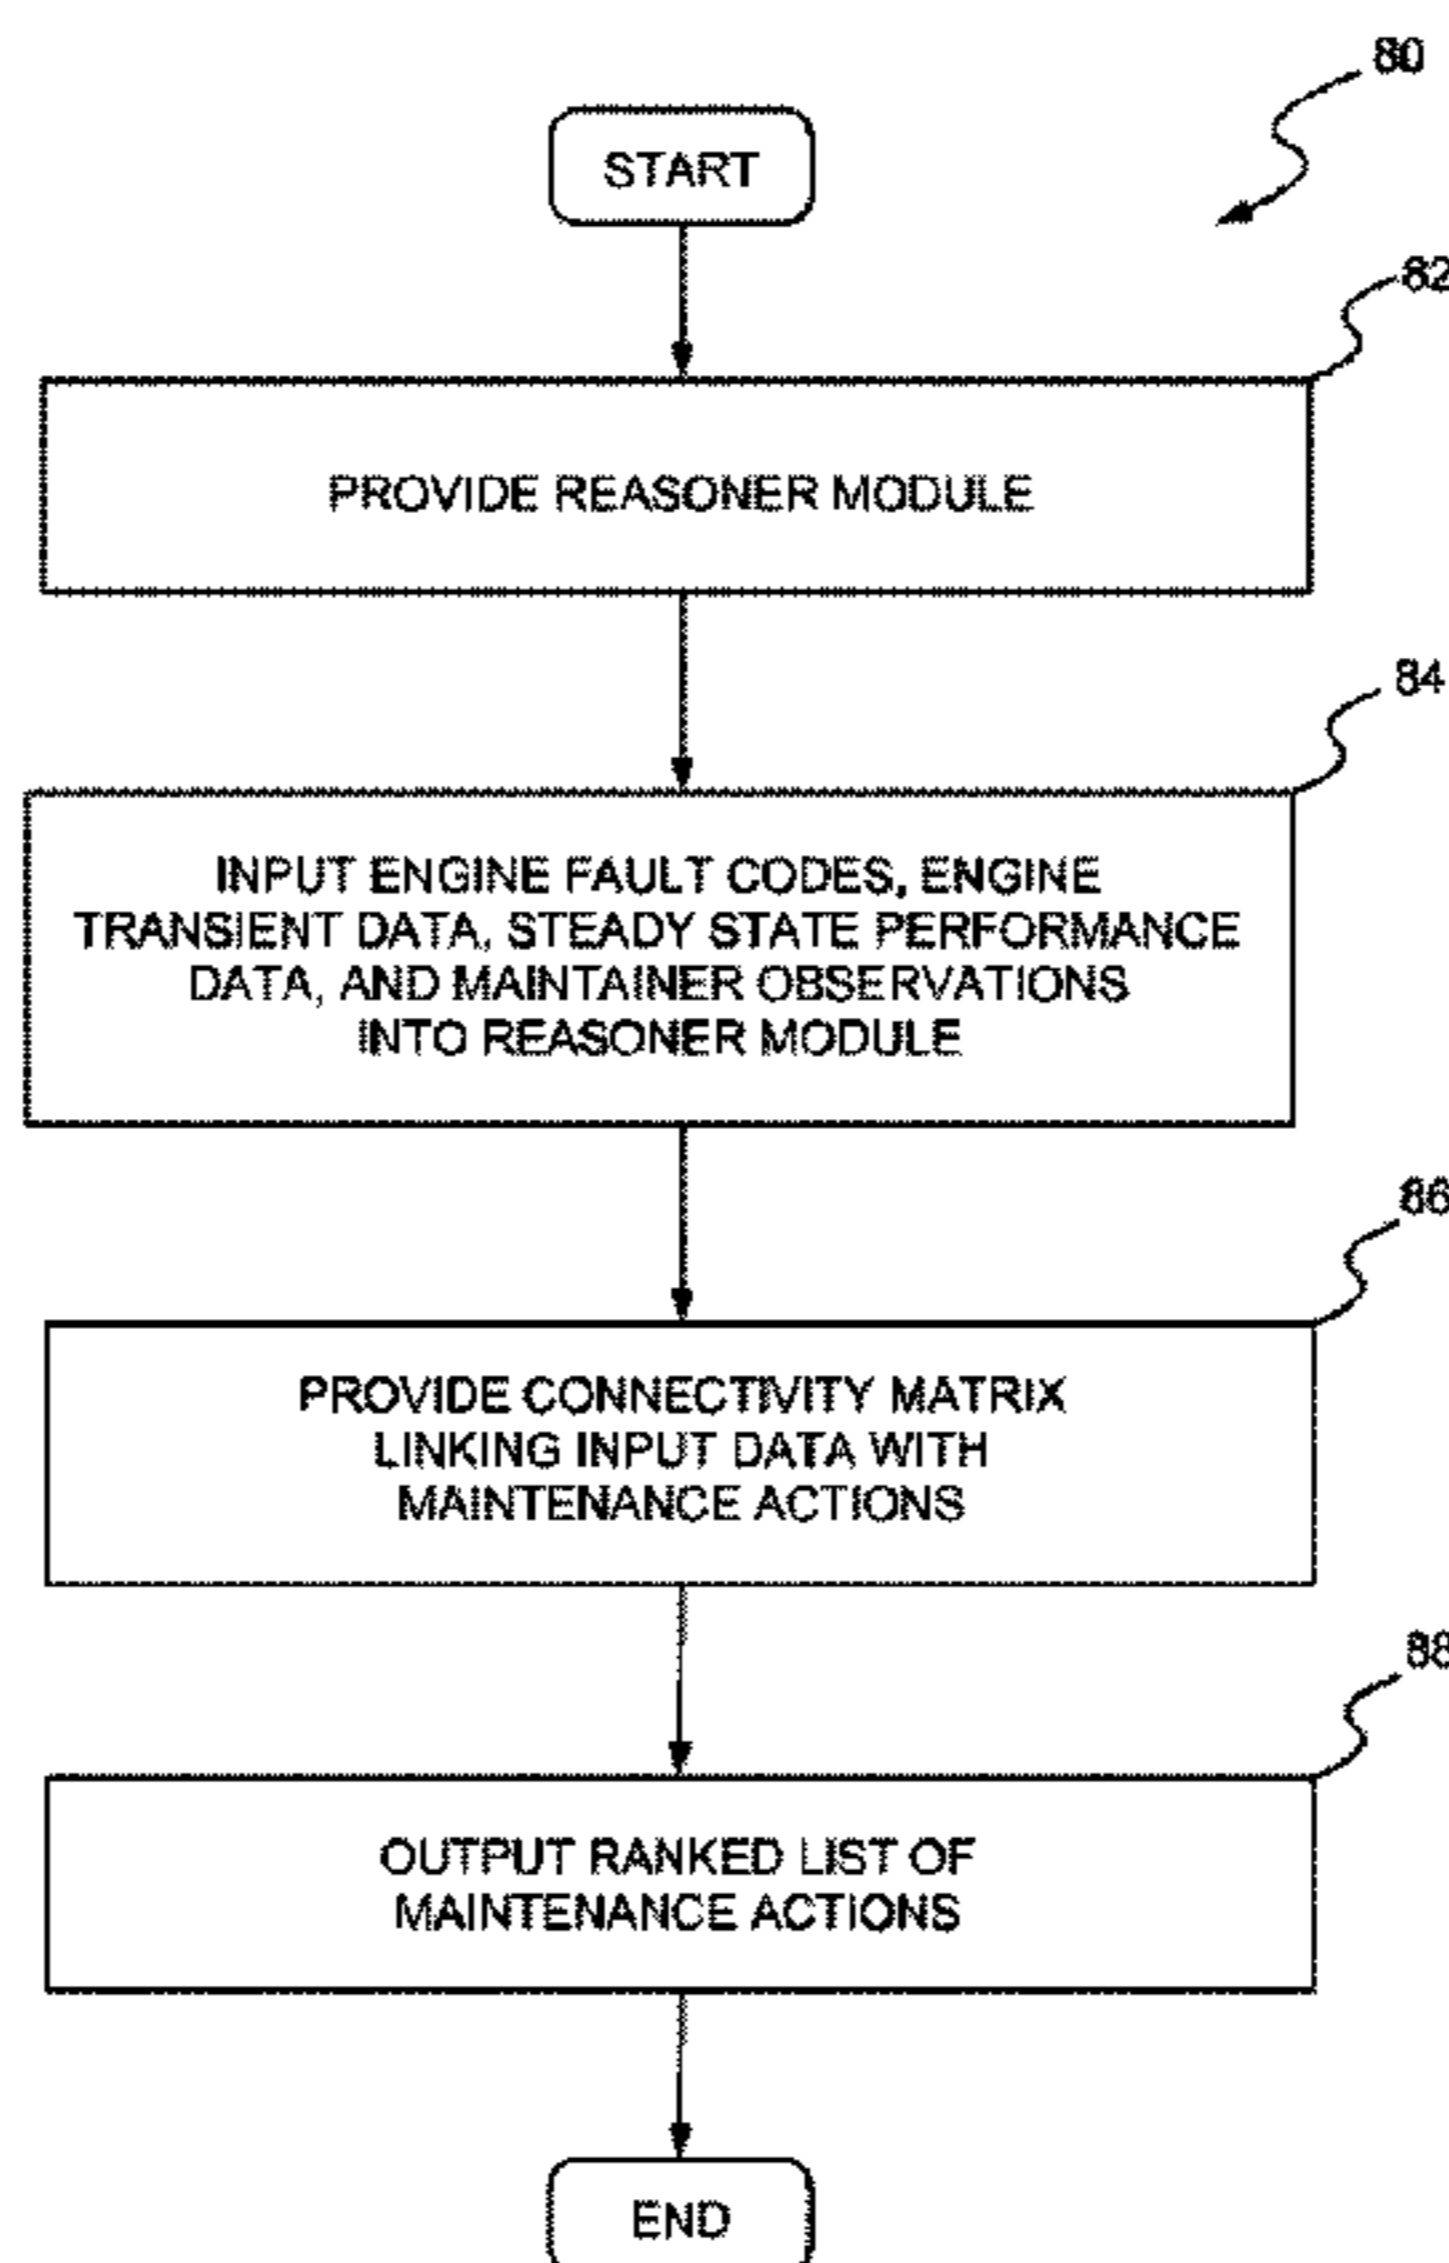 80
START
82
PROVIDE REASONER MODULE
84
INPUT ENGINE FAULT CODES, ENGINE
TRANSIENT DATA, STEADY STATE PERFORMANCE
DATA, AND MAINTAINER OBSERVATIONS
INTO REASONER MODULE
86
PROVIDE CONNECTIVITY MATRIX
LINKING INPUT DATA WITH
MAINTENANCE ACTIONS
88
OUTPUT RANKED LIST OF
MAINTENANCE ACTIONS
END